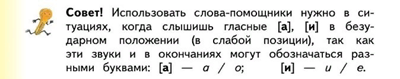 Совет! Использовать слова-помощники нужно в си-
туациях, когда слышишь гласные [а], [и] в безу-
дарном положении (в слабой позиции), так как
эти звуки и в окончаниях могут обозначаться раз-
ными буквами: [а] — а / о; [и] — и / е.